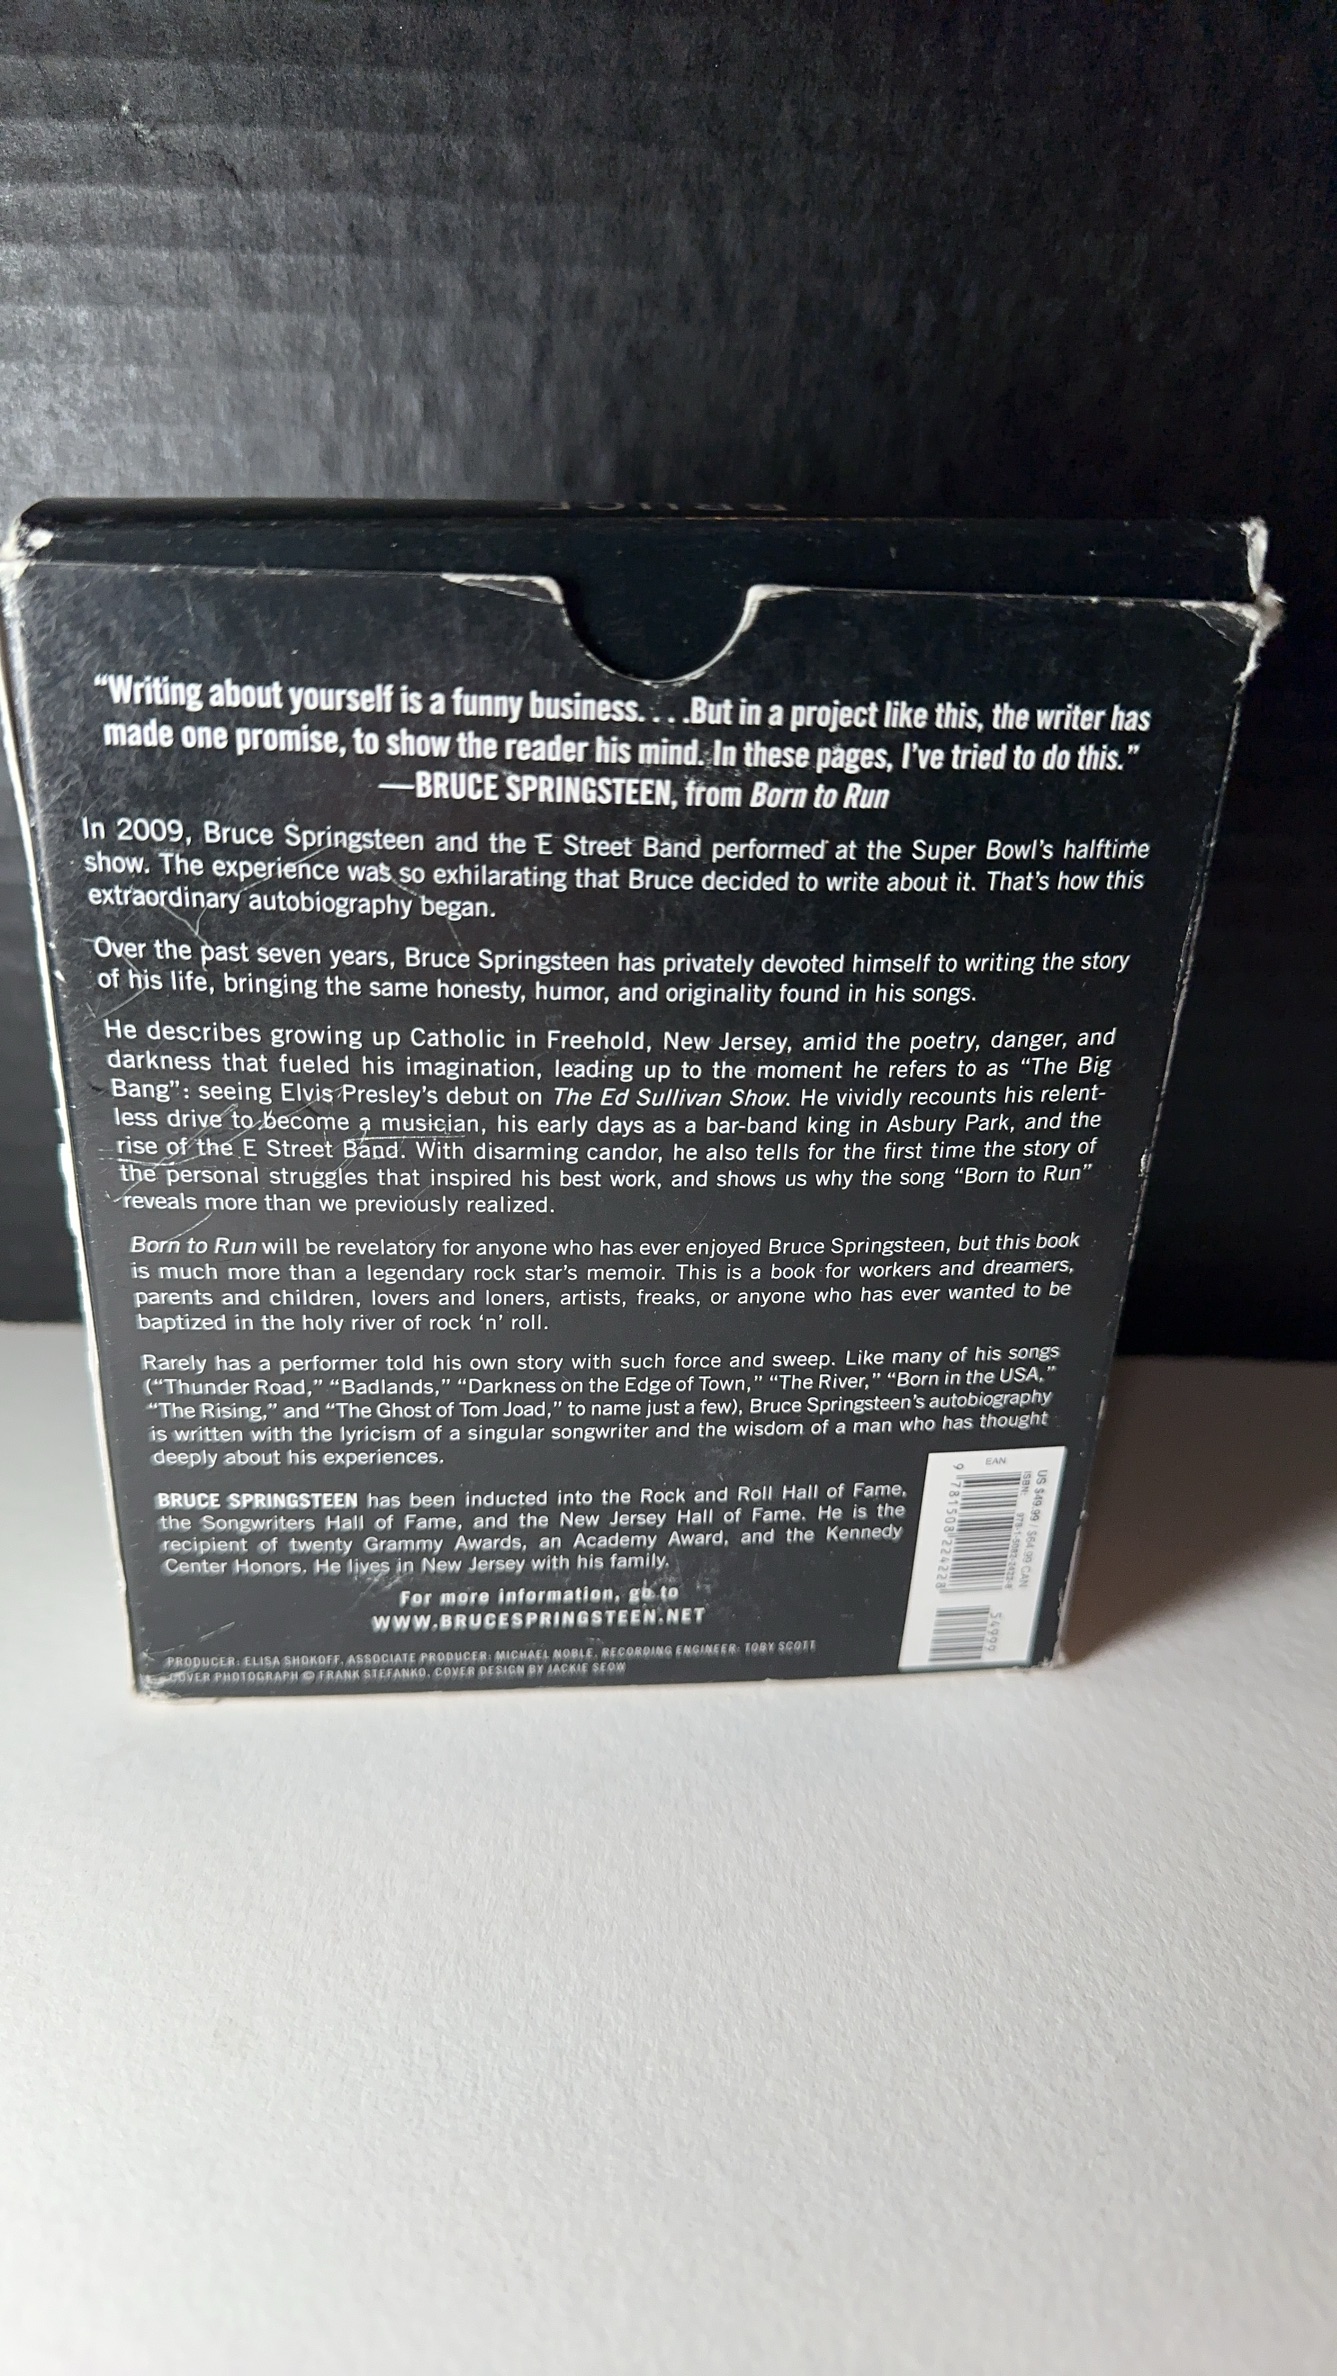 BRUCE
“Writing about yourself is a funny business. . . .But in a project like this, the writer has
made one promise, to show the reader his mind. In these pages, I’ve tried to do this.”
—BRUCE SPRINGSTEEN, from Born to Run
In 2009, Bruce Springsteen and the E Street Band performed at the Super Bowl’s halftime
show. The experience was so exhilarating that Bruce decided to write about it. That’s how this
extraordinary autobiography began.
Over the past seven years, Bruce Springsteen has privately devoted himself to writing the story
of his life, bringing the same honesty, humor, and originality found in his songs.
He describes growing up Catholic in Freehold, New Jersey, amid the poetry, danger, and
darkness that fueled his imagination, leading up to the moment he refers to as “The Big
Bang”: seeing Elvis Presley’s debut on The Ed Sullivan Show. He vividly recounts his relent-
less drive to become a musician, his early days as a bar-band king in Asbury Park, and the
rise of the E Street Band. With disarming candor, he also tells for the first time the story of
the personal struggles that inspired his best work, and shows us why the song “Born to Run”
reveals more than we previously realized.
Born to Run will be revelatory for anyone who has ever enjoyed Bruce Springsteen, but this book
is much more than a legendary rock star’s memoir. This is a book for workers and dreamers,
parents and children, lovers and loners, artists, freaks, or anyone who has ever wanted to be
baptized in the holy river of rock ‘n’ roll.
Rarely has a performer told his own story with such force and sweep. Like many of his songs
(“Thunder Road,” “Badlands,” “Darkness on the Edge of Town,” “The River,” “Born in the USA,”
“The Rising,” and “The Ghost of Tom Joad,” to name just a few), Bruce Springsteen’s autobiography
is written with the lyricism of a singular songwriter and the wisdom of a man who has thought
deeply about his experiences.
BRUCE SPRINGSTEEN has been inducted into the Rock and Roll Hall of Fame,
the Songwriters Hall of Fame, and the New Jersey Hall of Fame. He is the
recipient of twenty Grammy Awards, an Academy Award, and the Kennedy
Center Honors. He lives in New Jersey with his family.
For more information, go to
WWW.BRUCESPRINGSTEEN.NET
PRODUCER: ELISA SHOKOFF, ASSOCIATE PRODUCER: MICHAEL NOBLE, RECORDING ENGINEER: TOBY SCOTT
COVER PHOTOGRAPH © FRANK STEFANKO, COVER DESIGN BY JACKIE SEOW
US $49.99 / $64.99 CAN
ISBN: 978-1-5082-2422-8
EAN
9 781508 224228
54999